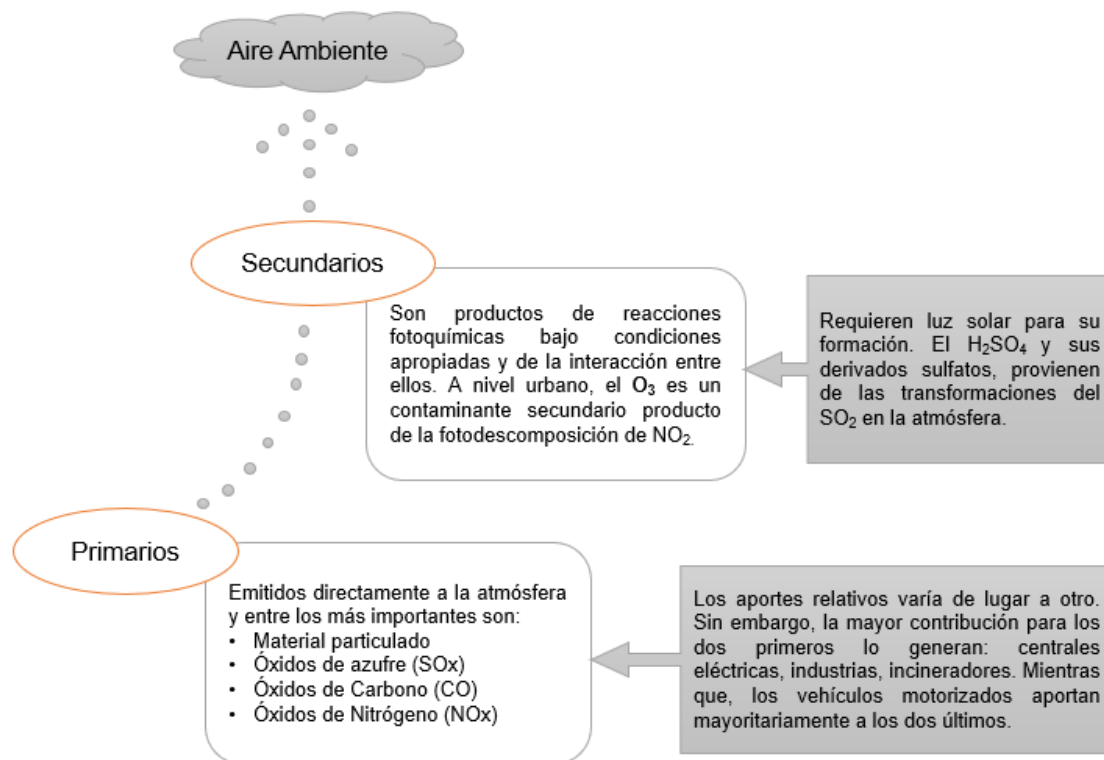 Aire Ambiente
Secundarios
Son productos de reacciones
fotoquímicas bajo condiciones
apropiadas y de la interacción entre
ellos. A nivel urbano, el O₃ es un
contaminante secundario producto
de la fotodescomposición de NO₂.
Requieren luz solar para su
formación. El H₂SO₄ y sus
derivados sulfatos, provienen
de las transformaciones del
SO₂ en la atmósfera.
Primarios
Emitidos directamente a la atmósfera
y entre los más importantes son:
• Material particulado
• Óxidos de azufre (SOx)
• Óxidos de Carbono (CO)
• Óxidos de Nitrógeno (NOx)
Los aportes relativos varía de lugar a otro.
Sin embargo, la mayor contribución para los
dos primeros lo generan: centrales
eléctricas, industrias, incineradores. Mientras
que, los vehículos motorizados aportan
mayoritariamente a los dos últimos.